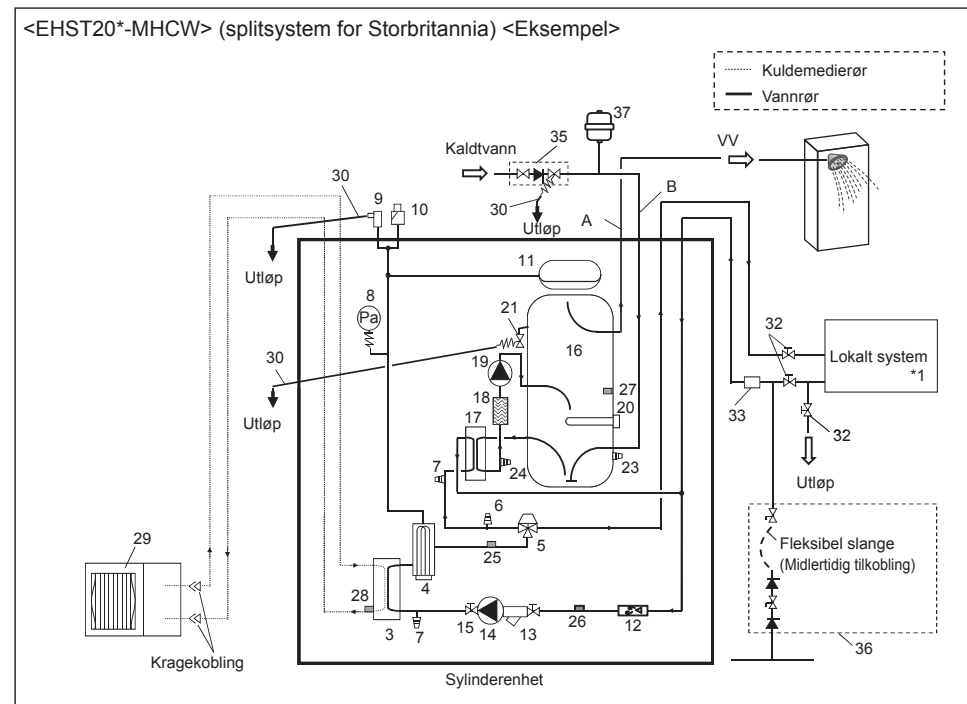 <EHST20*-MHCW> (splitsystem for Storbritannia) <Eksempel>
Kuldemedierør
Vannrør
37
35
Kaldtvann
VV
30
9
10
30
Utløp
A
B
Utløp
11
8
Pa
21
16
19
30
27
18
20
17
Utløp
32
Lokalt system
*1
33
32
Utløp
7
24
23
6
5
25
29
4
28
3
7
15
14
13
26
12
Fleksibel slange
(Midlertidig tilkobling)
36
Kragekobling
Sylinderenhet